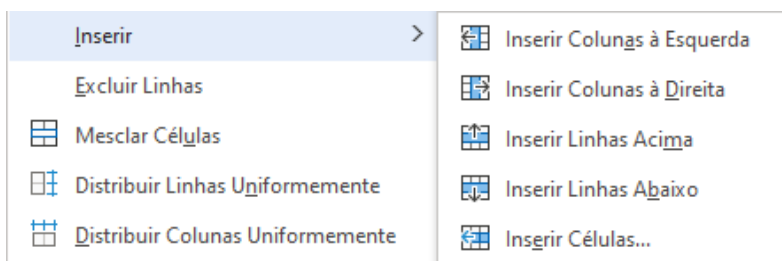 Inserir >
Excluir Linhas
Mesclar Células
Distribuir Linhas Uniformemente
Distribuir Colunas Uniformemente
Inserir Colunas à Esquerda
Inserir Colunas à Direita
Inserir Linhas Acima
Inserir Linhas Abaixo
Inserir Células...